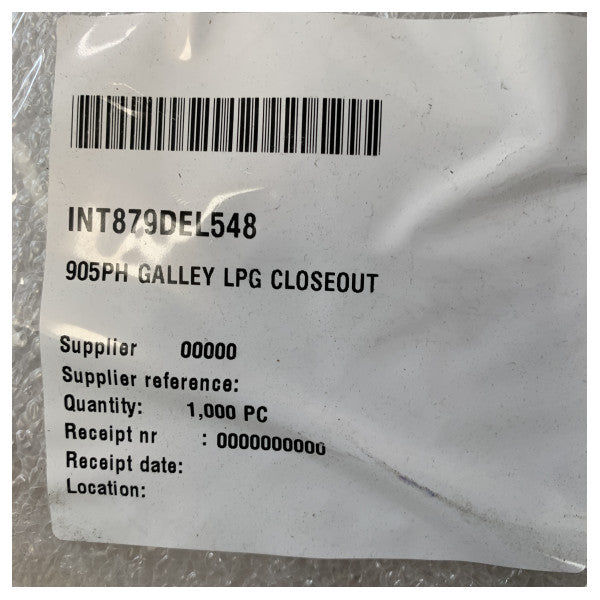 INT879DEL548
905PH GALLEY LPG CLOSEOUT
Supplier 00000
Supplier reference:
Quantity: 1,000 PC
Receipt nr : 0000000000
Receipt date:
Location: